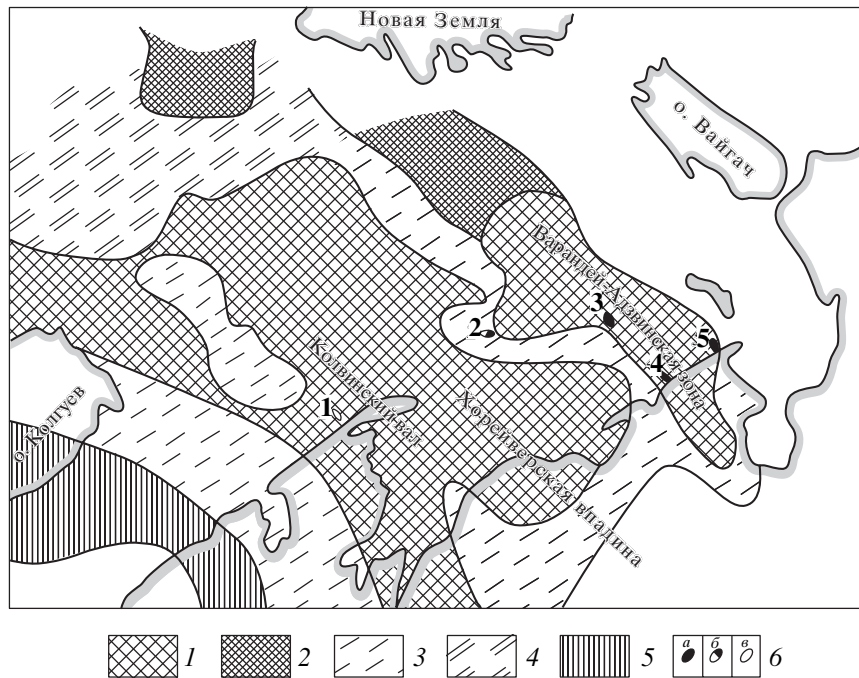 Новая Земля
о. Вайгач
Варандей-Адзвинская зона
3
2
5
4
Колвинский вал
1
Хорейверская впадина
о. Колгуев
1 2 3 4 5 а б в 6